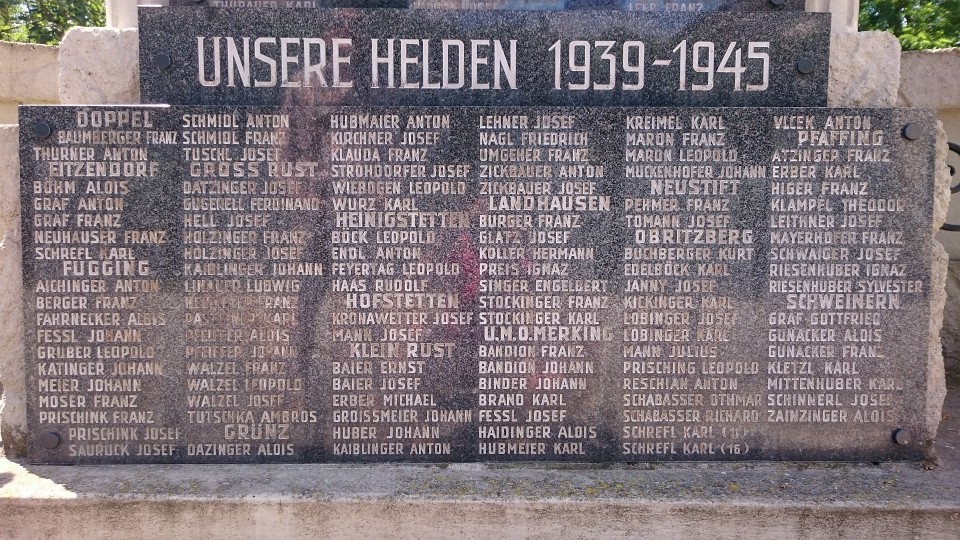 THURNER KARL
UNSERE HELDEN 1939-1945
DOPPEL
BAUMBERGER FRANZ
THURNER ANTON
EITZENDORF
BÖHM ALOIS
GRAF ANTON
GRAF FRANZ
NEUHAUSER FRANZ
SCHREFL KARL
FUGGING
AICHINGER ANTON
BERGER FRANZ
FAHRNECKER ALOIS
FESSL JOHANN
GRUBER LEOPOLD
KATINGER JOHANN
MEIER JOHANN
MOSER FRANZ
PRISCHINK FRANZ
PRISCHINK JOSEF
SAURUCK JOSEF
SCHMIDL ANTON
SCHMIDL FRANZ
TÜSCHL JOSEF
GROSS RUST
DATZINGER JOSEF
GUGERELL FERDINAND
HELL JOSEF
HOLZINGER FRANZ
HOLZINGER JOSEF
KAIBLINGER JOHANN
LUDWIG
FRANZ
KARL
PFEIFFER ALOIS
PFEIFFER JOHANN
WALZEL FRANZ
WALZEL LEOPOLD
WALZEL JOSEF
TUTSCHKA AMBROS
GRÜNZ
DAZINGER ALOIS
HUBMAIER ANTON
KIRCHNER JOSEF
KLAUDA FRANZ
STROHDORFER JOSEF
WIEBOGEN LEOPOLD
WURZ KARL
HEINIGSTETTEN
BÖCK LEOPOLD
ENDL ANTON
FEYERTAG LEOPOLD
HAAS RUDOLF
HOFSTETTEN
KRONAWETTER JOSEF
MANN JOSEF
KLEIN RUST
BAIER ERNST
BAIER JOSEF
ERBER MICHAEL
GROISSMEIER JOHANN
HUBER JOHANN
KAIBLINGER ANTON
LEHNER JOSEF
NAGL FRIEDRICH
UMGEHER FRANZ
ZICKBAUER ANTON
ZICKBAUER JOSEF
LANDHAUSEN
BURGER FRANZ
GLATZ JOSEF
KOLLER HERMANN
PREIS IGNAZ
SINGER ENGELBERT
STOCKINGER FRANZ
STOCKINGER KARL
U.M.O.MERKING
BANDION FRANZ
BANDION JOHANN
BINDER JOHANN
BRAND KARL
FESSL JOSEF
HAIDINGER ALOIS
HUBMEIER KARL
KREIMEL KARL
MARON FRANZ
MARON LEOPOLD
MUCKENHOFER JOHANN
NEUSTIFT
PEHMER FRANZ
TOMANN JOSEF
OBRITZBERG
BUCHBERGER KURT
EDELBÖCK KARL
JANNY JOSEF
KICKINGER KARL
LOBINGER JOSEF
LOBINGER KARL
MANN JULIUS
PRISCHING LEOPOLD
RESCHIAN ANTON
SCHABASSER OTHMAR
SCHABASSER RICHARD
SCHREFL KARL
SCHREFL KARL (16)
VLCEK ANTON
PFAFFING
ATZINGER FRANZ
ERBER KARL
HIGER FRANZ
KLAMPEL THEODOR
LEITHNER JOSEF
MAYERHOFER FRANZ
SCHWAIGER JOSEF
RIESENHUBER IGNAZ
RIESENHUBER SYLVESTER
SCHWEINERN
GRAF GOTTFRIED
GUNACKER ALOIS
GUNACKER FRANZ
KLETZL KARL
MITTENHUBER KARL
SCHINNERL JOSEF
ZAINZINGER ALOIS